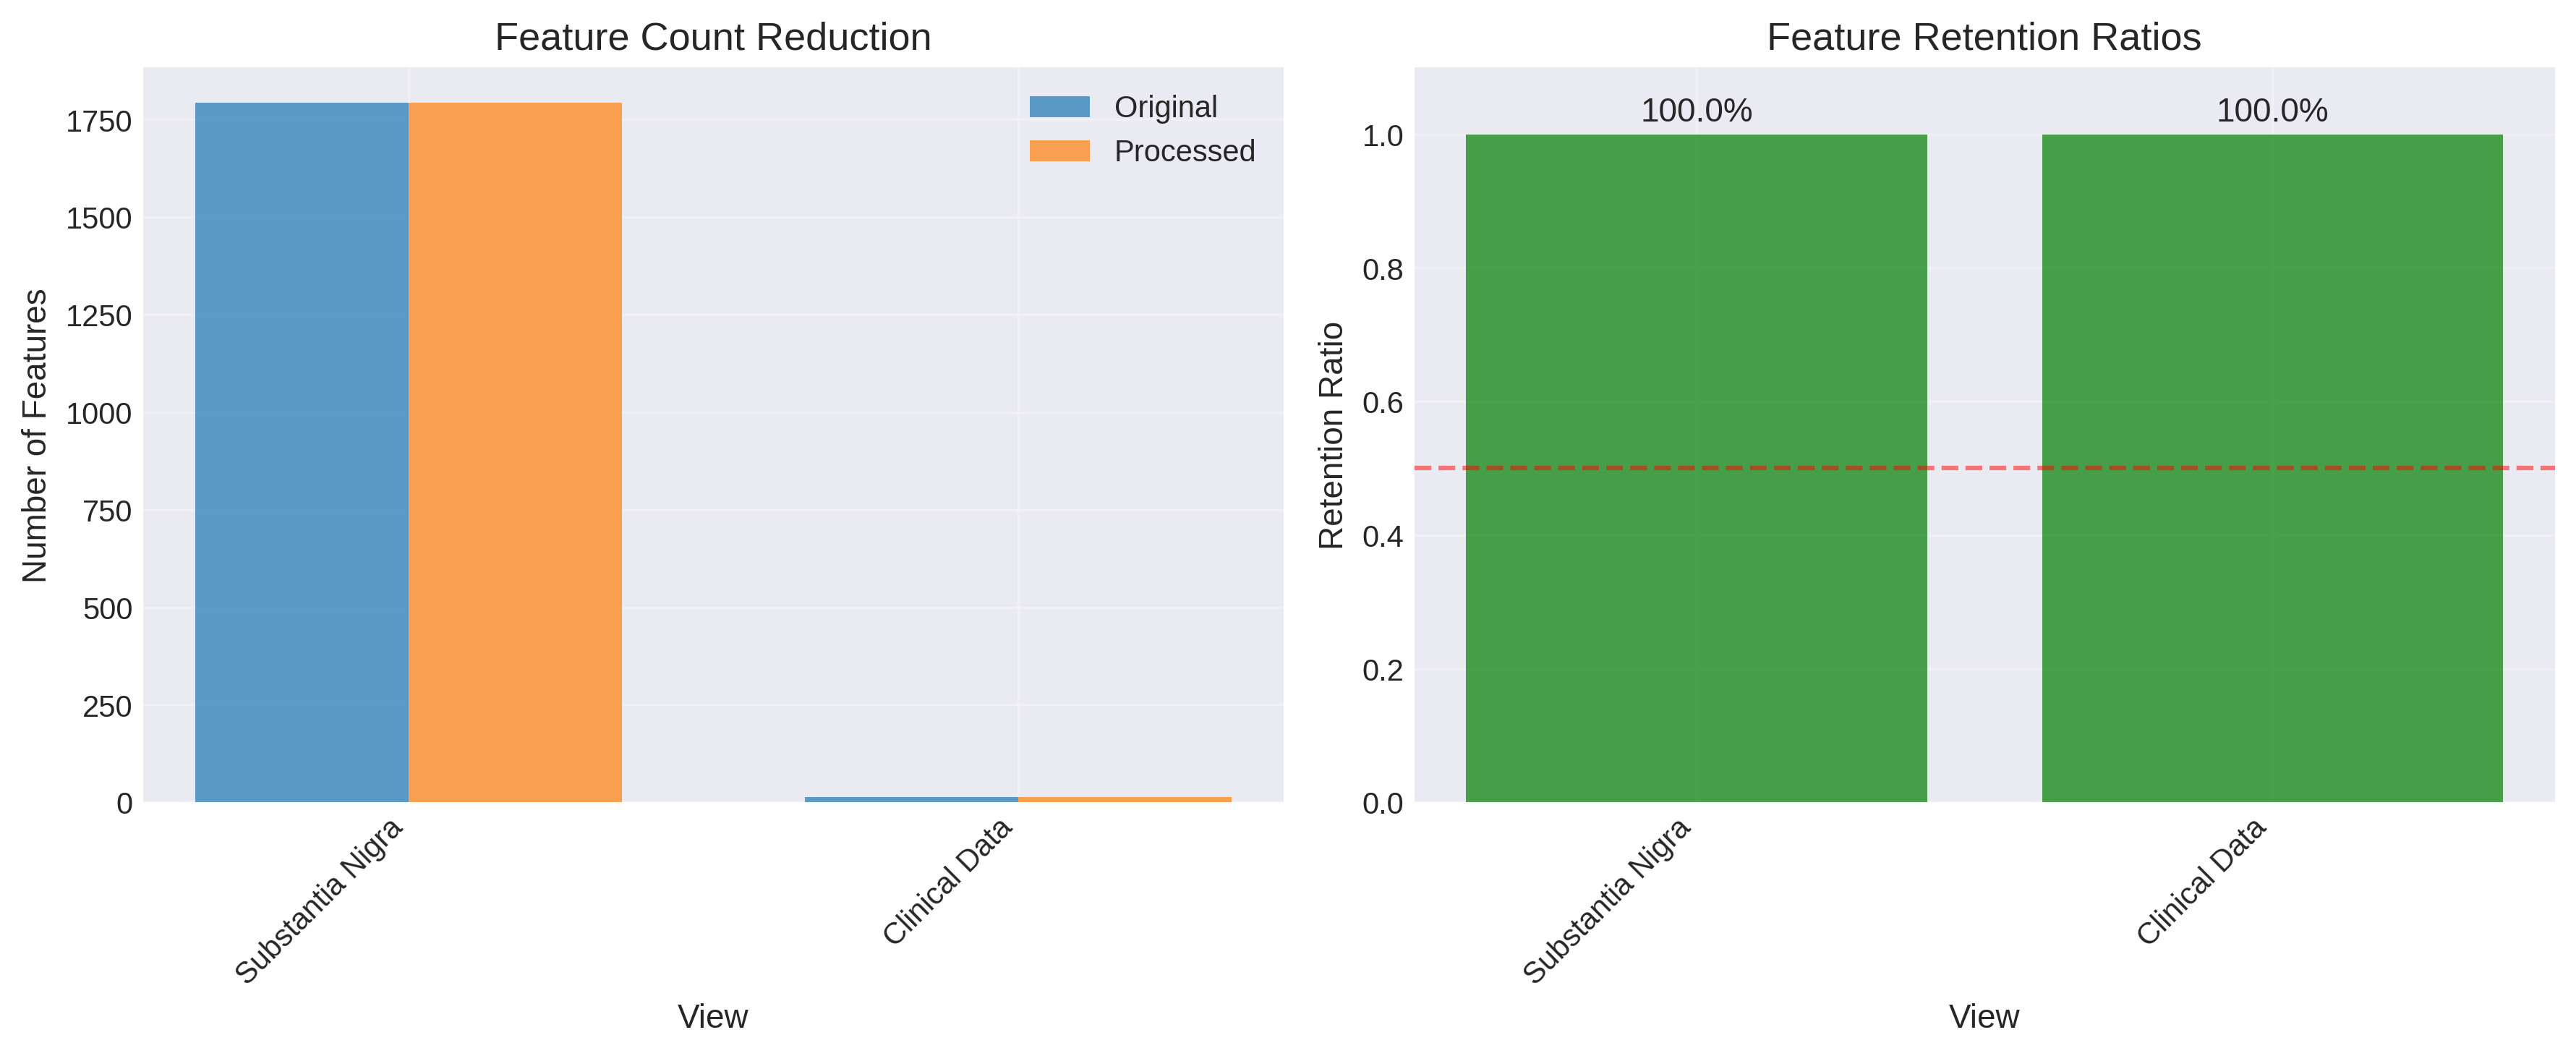 Feature Count Reduction
Number of Features
1750
1500
1250
1000
750
500
250
0
Original
Processed
Substantia Nigra
Clinical Data
View
Feature Retention Ratios
Retention Ratio
1.0
0.8
0.6
0.4
0.2
0.0
100.0%
100.0%
Substantia Nigra
Clinical Data
View